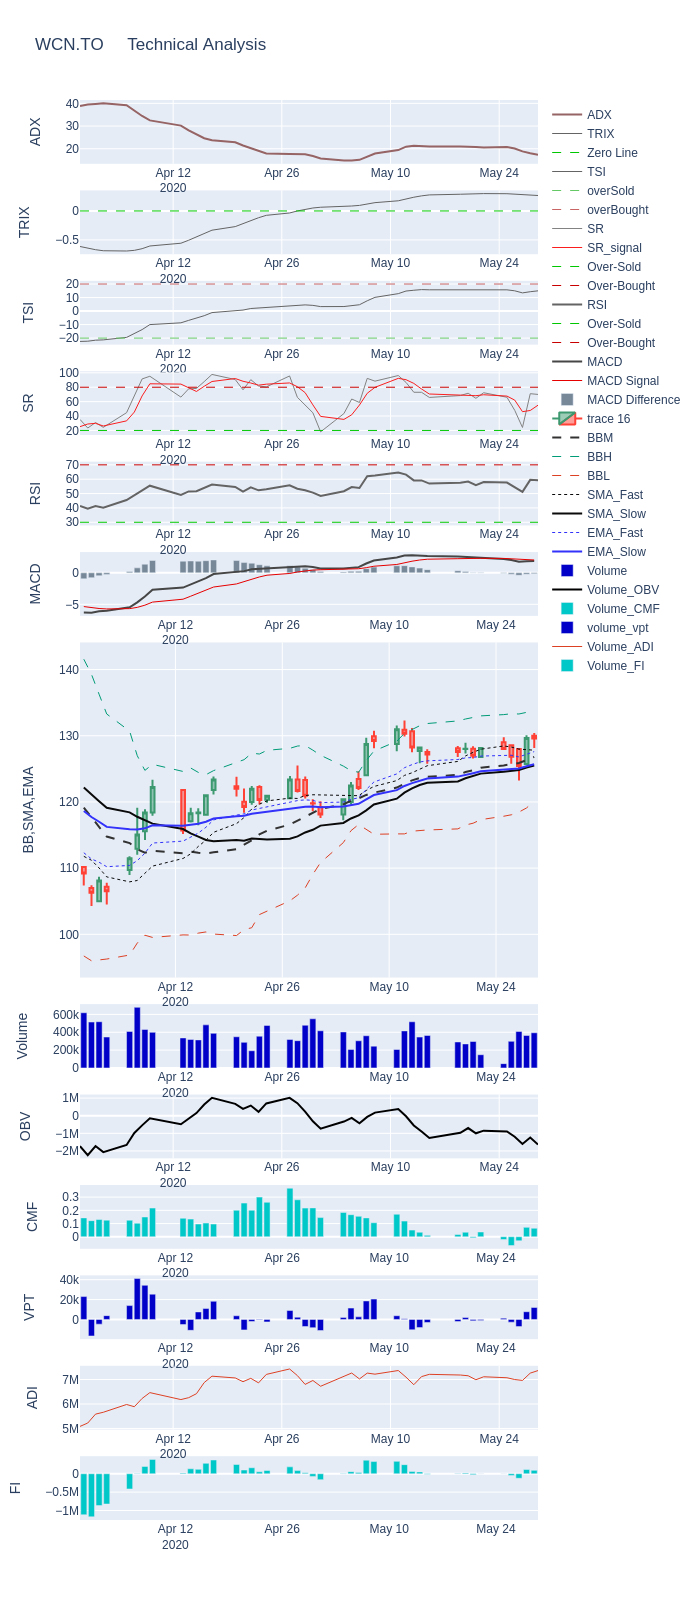 WCN.TO Technical Analysis
ADX
40
30
20
Apr 12
2020
Apr 26
May 10
May 24
TRIX
0
−0.5
Apr 12
2020
Apr 26
May 10
May 24
TSI
20
10
0
−10
−20
Apr 12
2020
Apr 26
May 10
May 24
SR
100
80
60
40
20
Apr 12
2020
Apr 26
May 10
May 24
RSI
70
60
50
40
30
Apr 12
2020
Apr 26
May 10
May 24
MACD
0
−5
Apr 12
2020
Apr 26
May 10
May 24
BB,SMA,EMA
140
130
120
110
100
Apr 12
2020
Apr 26
May 10
May 24
Volume
600k
400k
200k
0
Apr 12
2020
Apr 26
May 10
May 24
OBV
1M
0
−1M
−2M
Apr 12
2020
Apr 26
May 10
May 24
CMF
0.3
0.2
0.1
0
Apr 12
2020
Apr 26
May 10
May 24
VPT
40k
20k
0
Apr 12
2020
Apr 26
May 10
May 24
ADI
7M
6M
5M
Apr 12
2020
Apr 26
May 10
May 24
FI
0
−0.5M
−1M
Apr 12
2020
Apr 26
May 10
May 24
ADX
TRIX
Zero Line
TSI
overSold
overBought
SR
SR_signal
Over-Sold
Over-Bought
RSI
Over-Sold
Over-Bought
MACD
MACD Signal
MACD Difference
trace 16
BBM
BBH
BBL
SMA_Fast
SMA_Slow
EMA_Fast
EMA_Slow
Volume
Volume_OBV
Volume_CMF
volume_vpt
Volume_ADI
Volume_FI